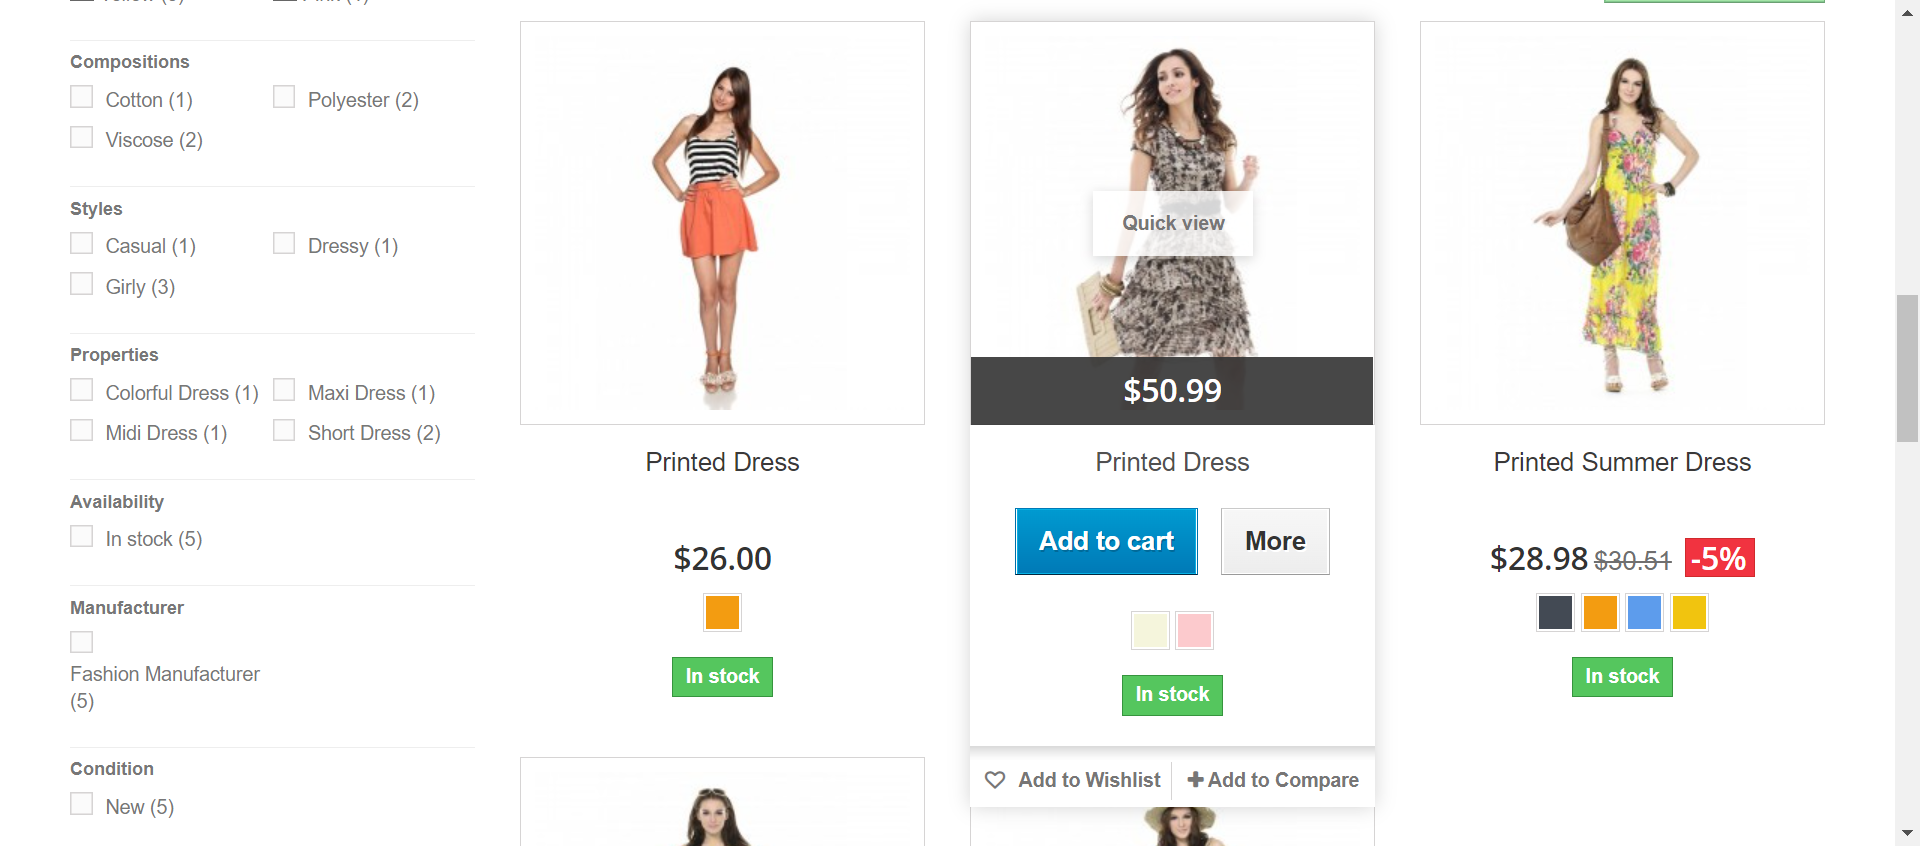 Compositions
Cotton (1)
Polyester (2)
Viscose (2)
Styles
Casual (1)
Dressy (1)
Girly (3)
Properties
Colorful Dress (1)
Maxi Dress (1)
Midi Dress (1)
Short Dress (2)
Availability
In stock (5)
Manufacturer
Fashion Manufacturer
(5)
Condition
New (5)
Printed Dress
$26.00
In stock
Quick view
$50.99
Printed Dress
Add to cart
More
In stock
Add to Wishlist
Add to Compare
Printed Summer Dress
$28.98 $30.51 -5%
In stock